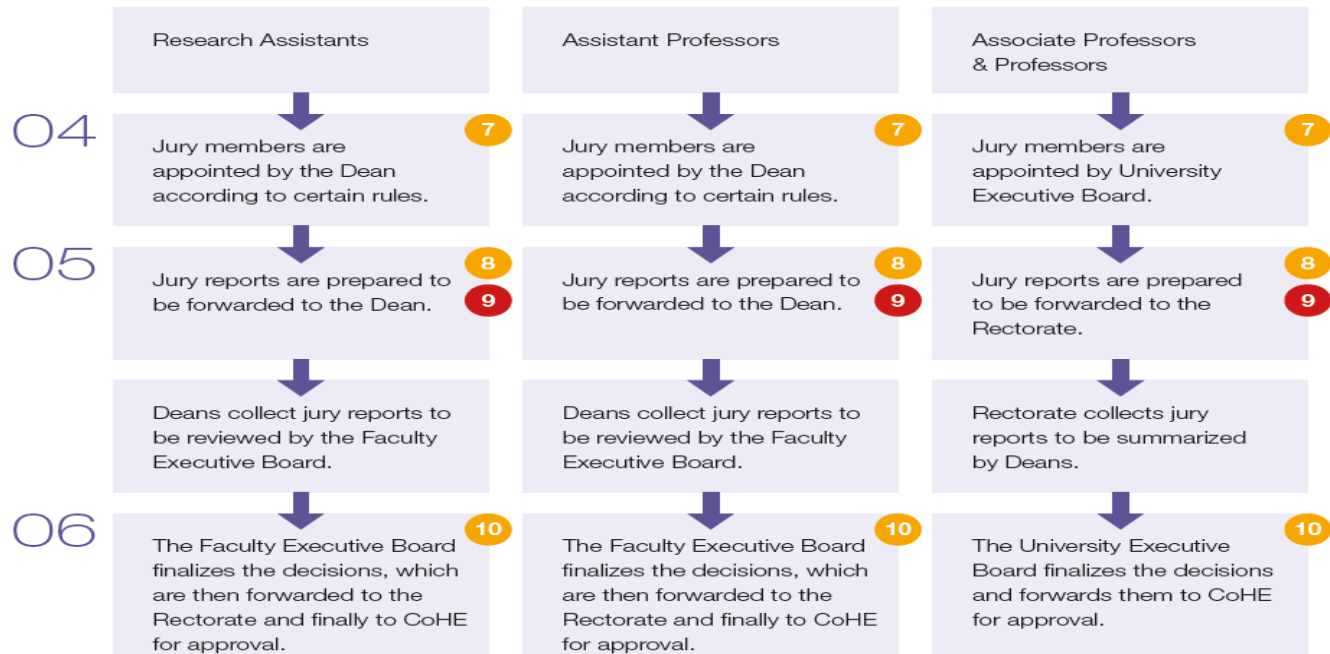 Research Assistants
Assistant Professors
Associate Professors
& Professors
04
7
Jury members are
appointed by the Dean
according to certain rules.
7
Jury members are
appointed by the Dean
according to certain rules.
7
Jury members are
appointed by University
Executive Board.
05
8
9
Jury reports are prepared to
be forwarded to the Dean.
8
9
Jury reports are prepared to
be forwarded to the Dean.
8
9
Jury reports are prepared
to be forwarded to the
Rectorate.
Deans collect jury reports to
be reviewed by the Faculty
Executive Board.
Deans collect jury reports to
be reviewed by the Faculty
Executive Board.
Rectorate collects jury
reports to be summarized
by Deans.
06
10
The Faculty Executive Board
finalizes the decisions, which
are then forwarded to the
Rectorate and finally to CoHE
for approval.
10
The Faculty Executive Board
finalizes the decisions, which
are then forwarded to the
Rectorate and finally to CoHE
for approval.
10
The University Executive
Board finalizes the decisions
and forwards them to CoHE
for approval.